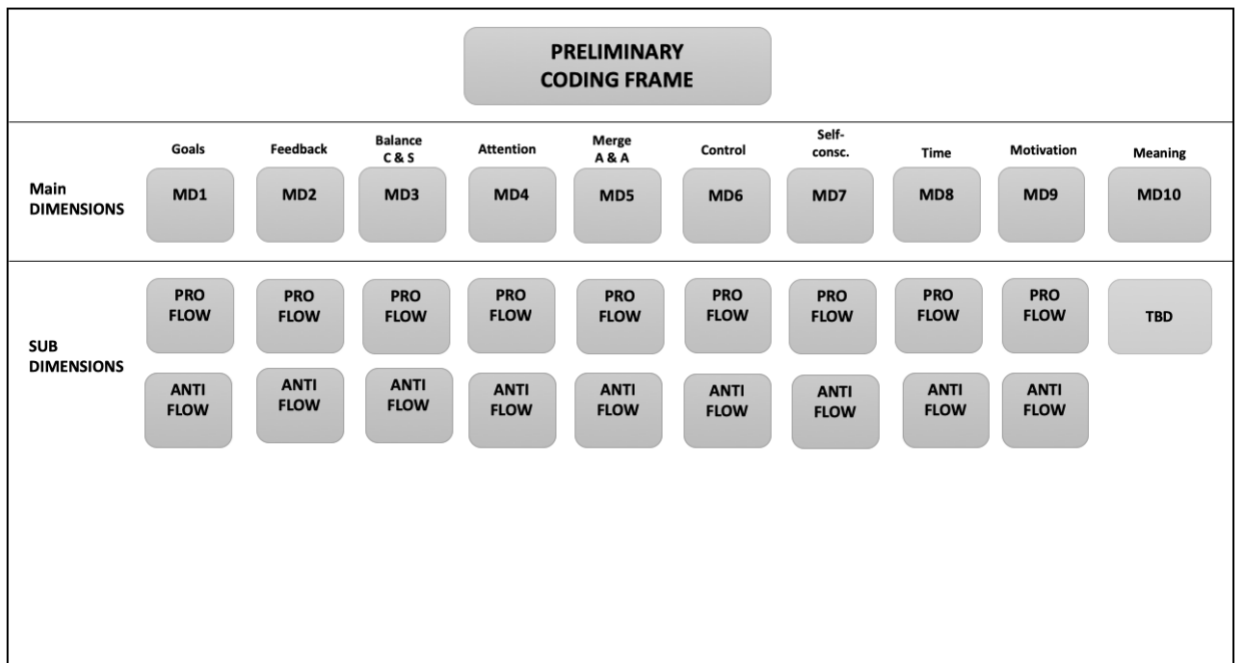 PRELIMINARY
CODING FRAME
Goals Feedback Balance C & S Attention Merge A & A Control Self-consc. Time Motivation Meaning
Main DIMENSIONS MD1 MD2 MD3 MD4 MD5 MD6 MD7 MD8 MD9 MD10
PRO FLOW PRO FLOW PRO FLOW PRO FLOW PRO FLOW PRO FLOW PRO FLOW PRO FLOW PRO FLOW TBD
SUB DIMENSIONS
ANTI FLOW ANTI FLOW ANTI FLOW ANTI FLOW ANTI FLOW ANTI FLOW ANTI FLOW ANTI FLOW ANTI FLOW